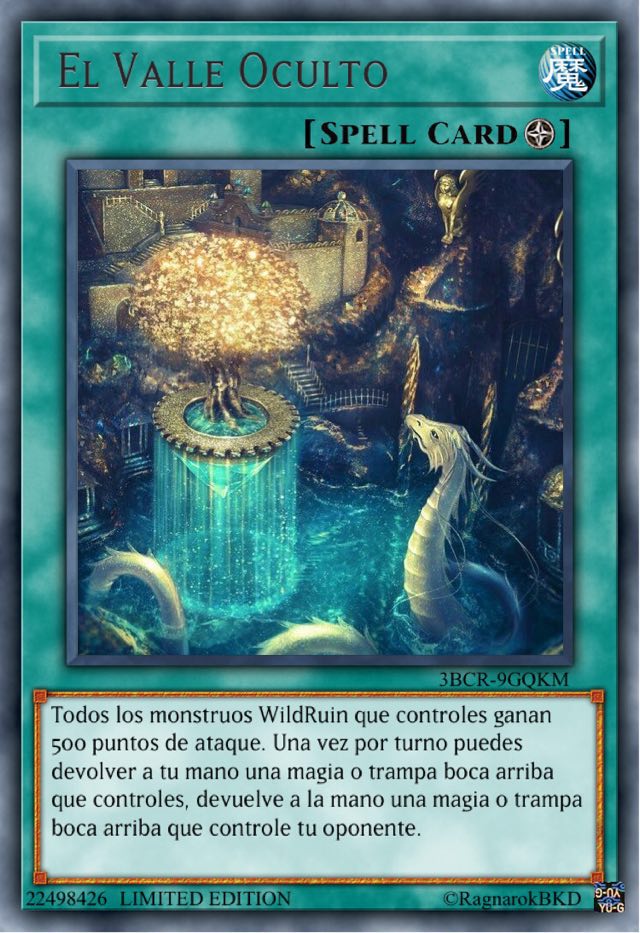 El Valle Oculto
SPELL
魔
[Spell Card]
3BCR-9GQKM
Todos los monstruos WildRuin que controles ganan
500 puntos de ataque. Una vez por turno puedes
devolver a tu mano una magia o trampa boca arriba
que controles, devuelve a la mano una magia o trampa
boca arriba que controle tu oponente.
22498426 LIMITED EDITION ©RagnarokBKD